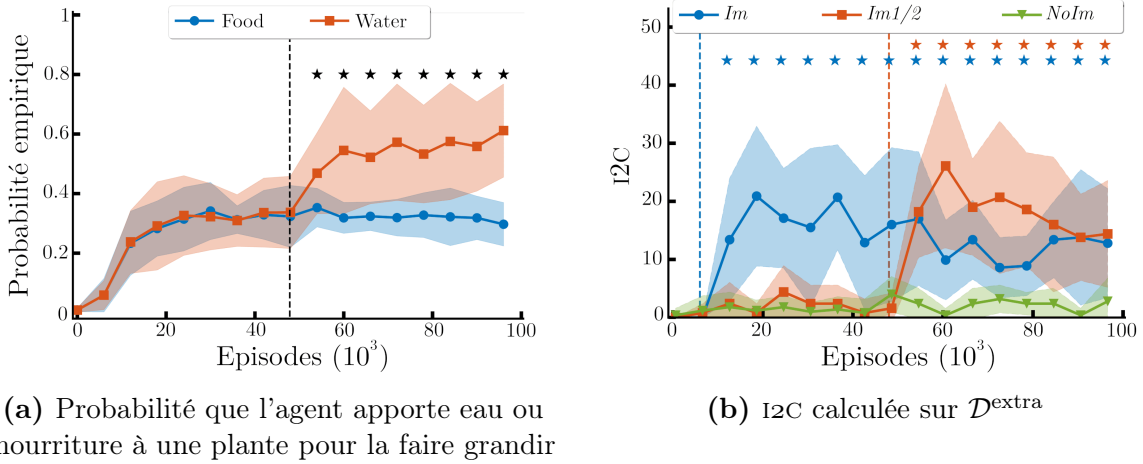 Food Water
Probabilité empirique
1
0.8
0.6
0.4
0.2
0
0 20 40 60 80 100
Episodes (10³)
(a) Probabilité que l'agent apporte eau ou
nourriture à une plante pour la faire grandir
Im Im1/2 NoIm
I2C
50
40
30
20
10
0
0 20 40 60 80 100
Episodes (10³)
(b) I2C calculée sur 𝒟ᵉˣᵗʳᵃ